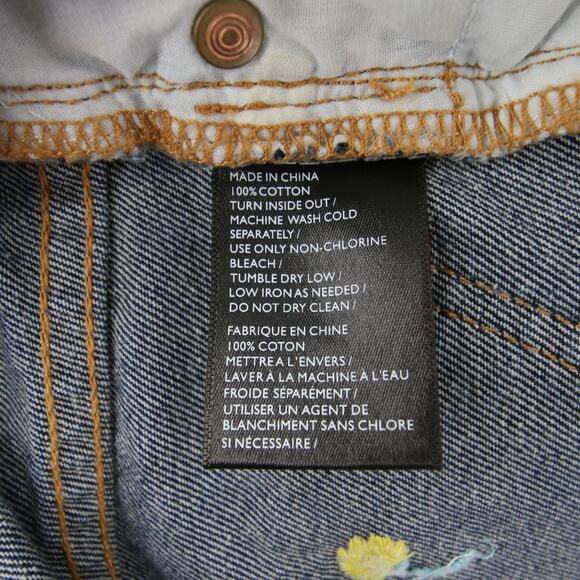 MADE IN CHINA
100% COTTON
TURN INSIDE OUT /
MACHINE WASH COLD
SEPARATELY /
USE ONLY NON-CHLORINE
BLEACH /
TUMBLE DRY LOW /
LOW IRON AS NEEDED /
DO NOT DRY CLEAN /
FABRIQUE EN CHINE
100% COTON
METTRE A L'ENVERS /
LAVER À LA MACHINE À L'EAU
FROIDE SÉPARÉMENT /
UTILISER UN AGENT DE
BLANCHIMENT SANS CHLORE
SI NÉCESSAIRE /